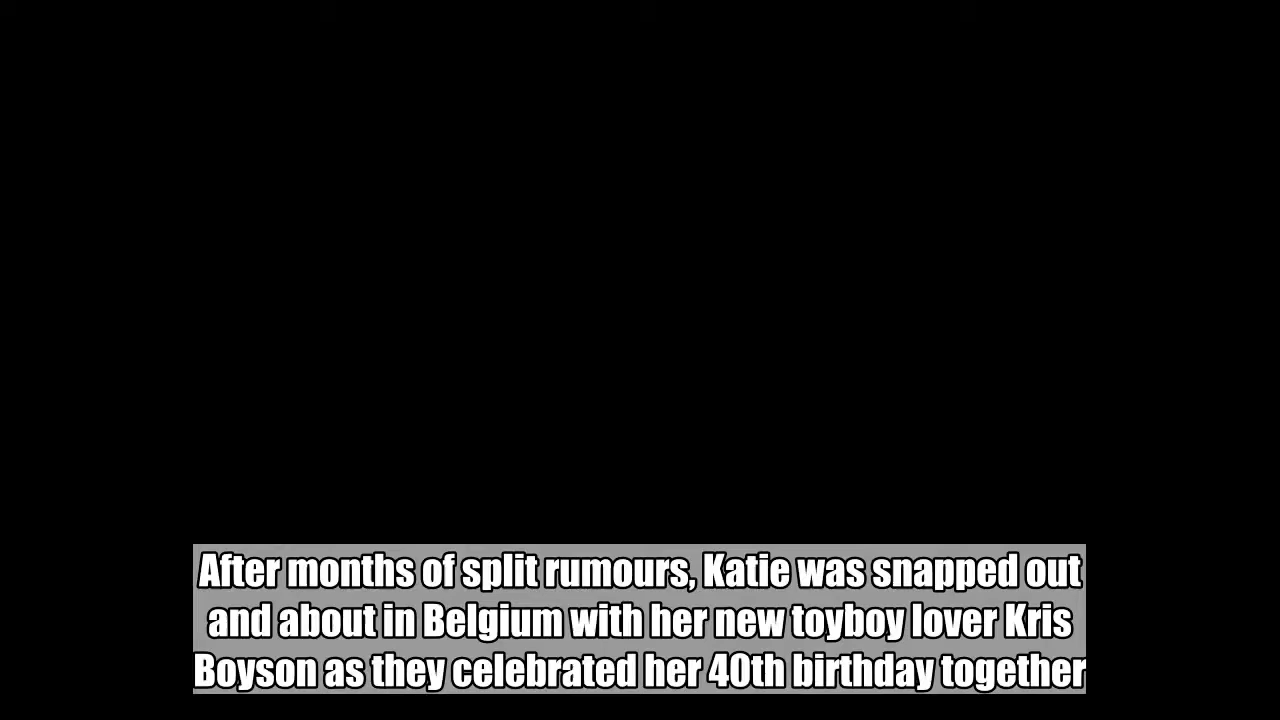 After months of split rumours, Katie was snapped out
and about in Belgium with her new toyboy lover Kris
Boyson as they celebrated her 40th birthday together